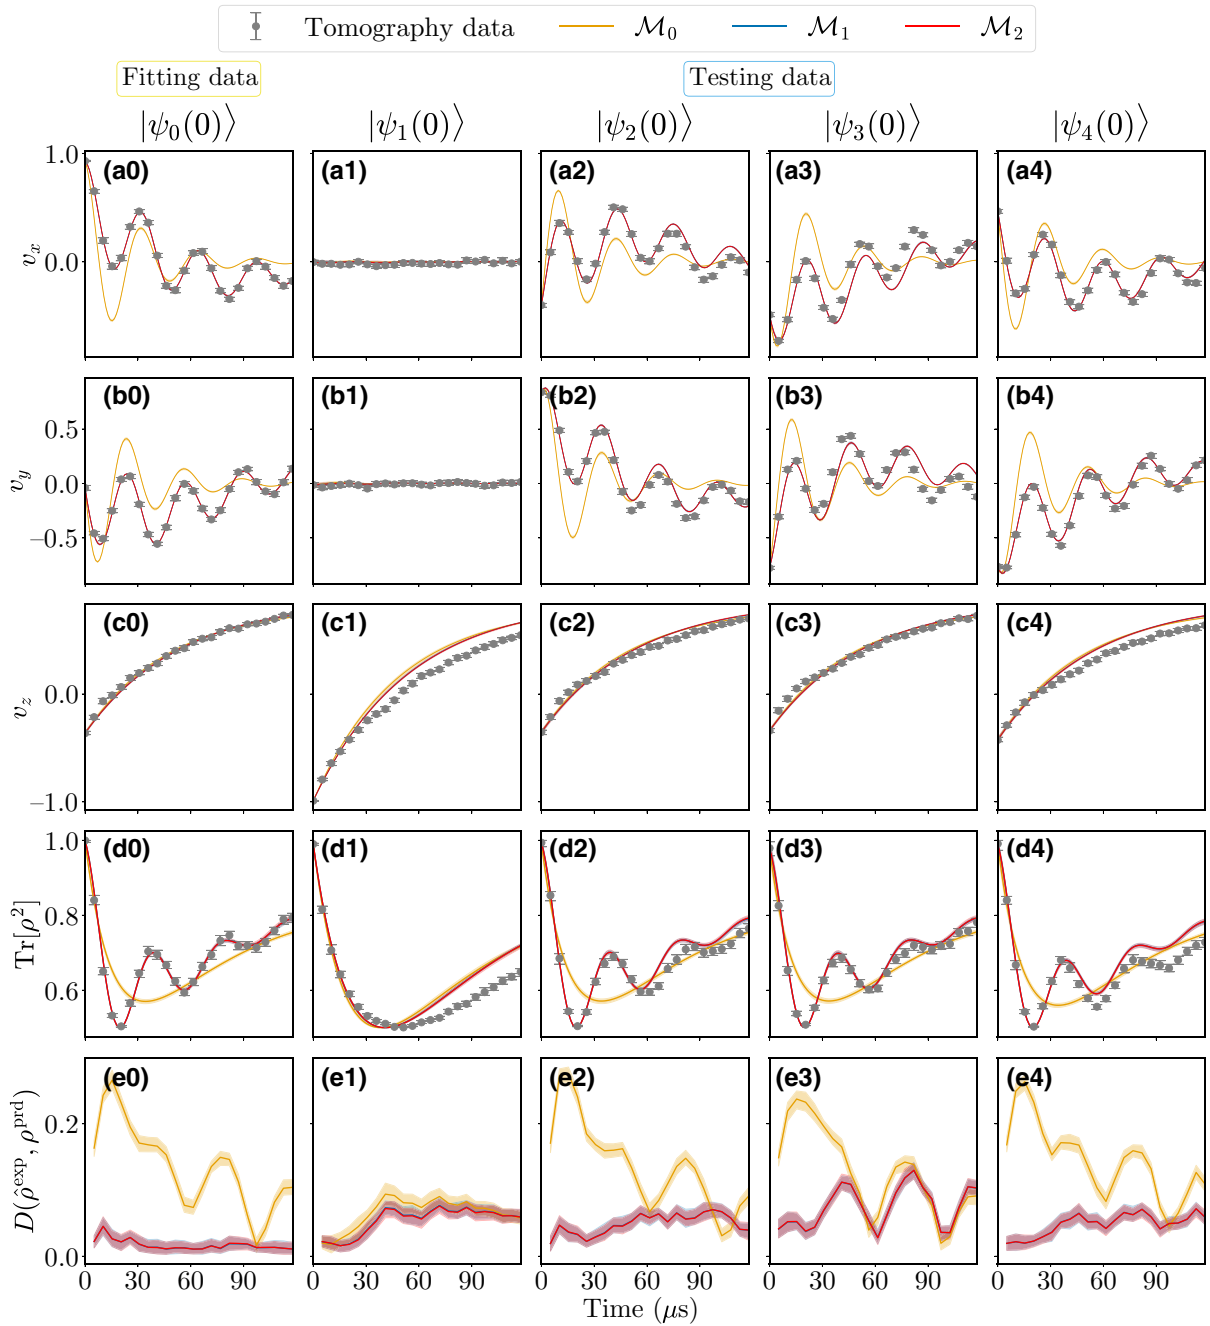 Tomography data M₀ M₁ M₂
Fitting data Testing data
|ψ₀(0)⟩ |ψ₁(0)⟩ |ψ₂(0)⟩ |ψ₃(0)⟩ |ψ₄(0)⟩
(a0) (a1) (a2) (a3) (a4)
1.0
0.0
vₓ
(b0) (b1) (b2) (b3) (b4)
0.5
0.0
−0.5
v_y
(c0) (c1) (c2) (c3) (c4)
0.0
−1.0
v_z
(d0) (d1) (d2) (d3) (d4)
1.0
0.8
0.6
Tr[ρ²]
(e0) (e1) (e2) (e3) (e4)
0.2
0.0
D(ρ̂ᵉˣᵖ, ρᵖʳᵈ)
0 30 60 90 0 30 60 90 0 30 60 90 0 30 60 90 0 30 60 90
Time (μs)